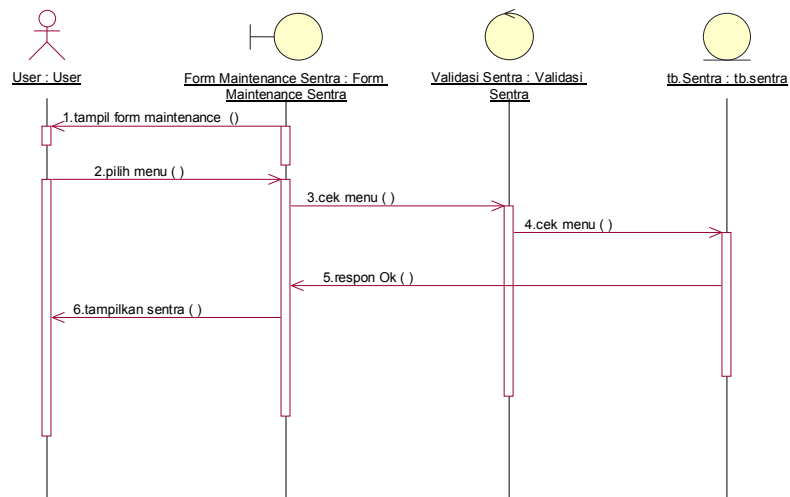 User : User
Form Maintenance Sentra : Form
Maintenance Sentra
Validasi Sentra : Validasi
Sentra
tb.Sentra : tb.sentra
1.tampil form maintenance ()
2.pilih menu ( )
3.cek menu ( )
4.cek menu ( )
5.respon Ok ( )
6.tampilkan sentra ( )